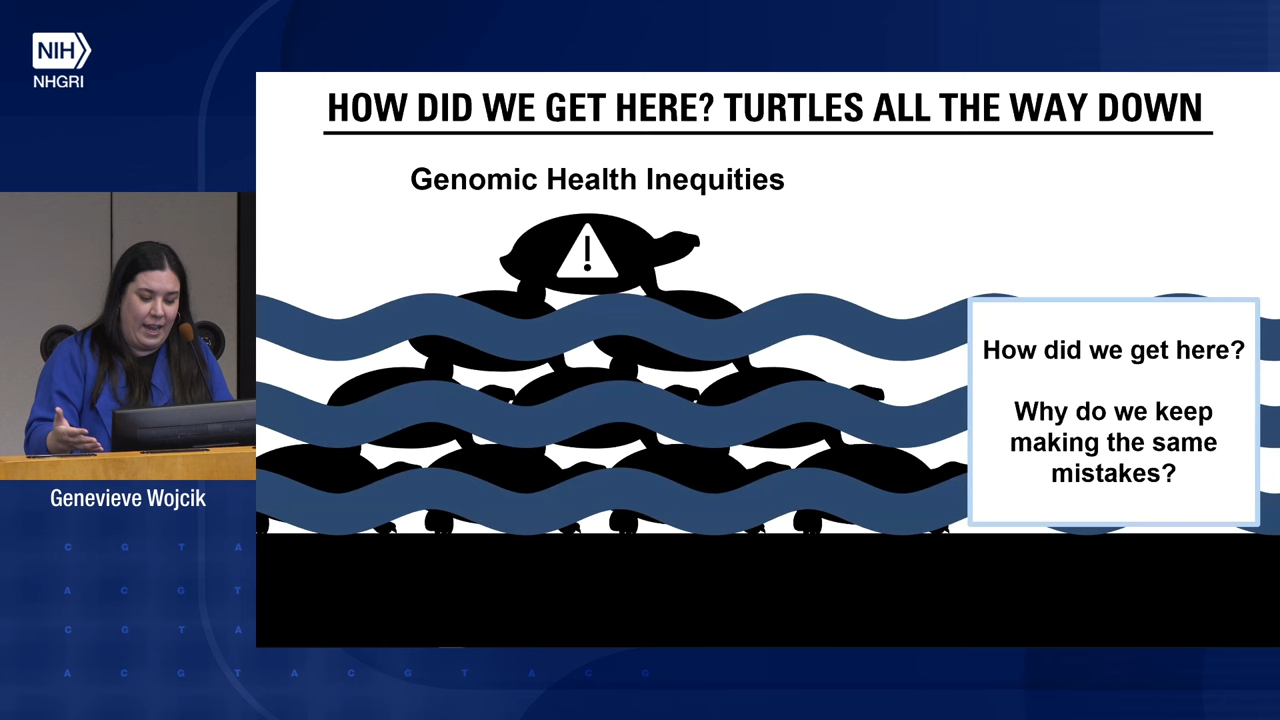 NIH
NHGRI
HOW DID WE GET HERE? TURTLES ALL THE WAY DOWN
Genomic Health Inequities
!
How did we get here?
Why do we keep
making the same
mistakes?
Genevieve Wojcik
C G T A
A C G T
C G T A
A C G T A C G T A C G